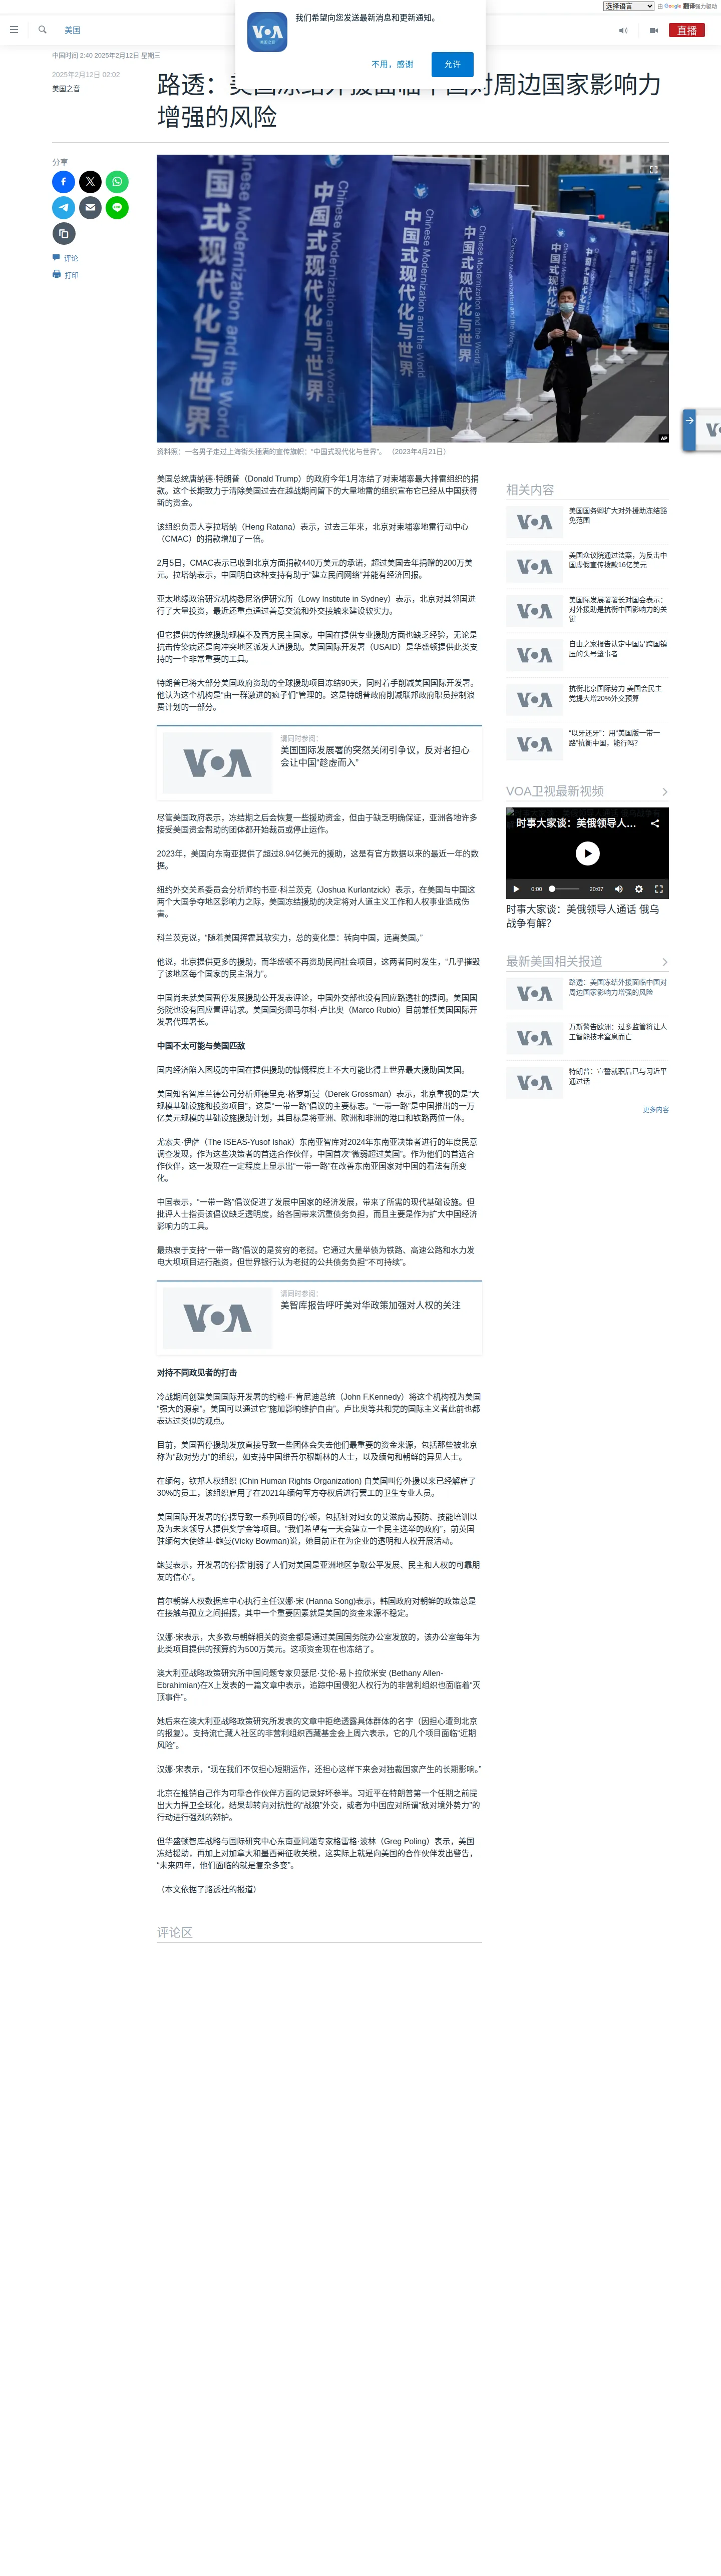 选择语言 由 Google 翻译强力驱动
我们希望向您发送最新消息和更新通知。
不用，感谢
允许
美国
直播
中国时间 2:40 2025年2月12日 星期三
2025年2月12日 02:02
美国之音
路透：美国冻结外援面临中国对周边国家影响力
增强的风险
分享
评论
打印
中国式现代化与世界
Chinese Modernization and the World
AP
资料照：一名男子走过上海街头插满的宣传旗帜：“中国式现代化与世界”。（2023年4月21日）
美国总统唐纳德·特朗普（Donald Trump）的政府今年1月冻结了对柬埔寨最大排雷组织的捐
款。这个长期致力于清除美国过去在越战期间留下的大量地雷的组织宣布它已经从中国获得
新的资金。
该组织负责人亨拉塔纳（Heng Ratana）表示，过去三年来，北京对柬埔寨地雷行动中心
（CMAC）的捐款增加了一倍。
2月5日，CMAC表示已收到北京方面捐款440万美元的承诺，超过美国去年捐赠的200万美
元。拉塔纳表示，中国明白这种支持有助于“建立民间网络”并能有经济回报。
亚太地缘政治研究机构悉尼洛伊研究所（Lowy Institute in Sydney）表示，北京对其邻国进
行了大量投资，最近还重点通过善意交流和外交接触来建设软实力。
但它提供的传统援助规模不及西方民主国家。中国在提供专业援助方面也缺乏经验，无论是
抗击传染病还是向冲突地区派发人道援助。美国国际开发署（USAID）是华盛顿提供此类支
持的一个非常重要的工具。
特朗普已将大部分美国政府资助的全球援助项目冻结90天，同时着手削减美国国际开发署。
他认为这个机构是“由一群激进的疯子们”管理的。这是特朗普政府削减联邦政府职员控制浪
费计划的一部分。
VOA
请同时参阅：
美国国际开发署的突然关闭引争议，反对者担心
会让中国“趁虚而入”
尽管美国政府表示，冻结期之后会恢复一些援助资金，但由于缺乏明确保证，亚洲各地许多
接受美国资金帮助的团体都开始裁员或停止运作。
2023年，美国向东南亚提供了超过8.94亿美元的援助，这是有官方数据以来的最近一年的数
据。
纽约外交关系委员会分析师约书亚·科兰茨克（Joshua Kurlantzick）表示，在美国与中国这
两个大国争夺地区影响力之际，美国冻结援助的决定将对人道主义工作和人权事业造成伤
害。
科兰茨克说，“随着美国挥霍其软实力，总的变化是：转向中国，远离美国。”
他说，北京提供更多的援助，而华盛顿不再资助民间社会项目，这两者同时发生，“几乎摧毁
了该地区每个国家的民主潜力”。
中国尚未就美国暂停发展援助公开发表评论，中国外交部也没有回应路透社的提问。美国国
务院也没有回应置评请求。美国国务卿马尔科·卢比奥（Marco Rubio）目前兼任美国国际开
发署代理署长。
中国不太可能与美国匹敌
国内经济陷入困境的中国在提供援助的慷慨程度上不大可能比得上世界最大援助国美国。
美国知名智库兰德公司分析师德里克·格罗斯曼（Derek Grossman）表示，北京重视的是“大
规模基础设施和投资项目”，这是“一带一路”倡议的主要标志。“一带一路”是中国推出的一万
亿美元规模的基础设施援助计划，其目标是将亚洲、欧洲和非洲的港口和铁路两位一体。
尤索夫·伊萨（The ISEAS-Yusof Ishak）东南亚智库对2024年东南亚决策者进行的年度民意
调查发现，作为这些决策者的首选合作伙伴，中国首次“微弱超过美国”。作为他们的首选合
作伙伴，这一发现在一定程度上显示出“一带一路”在改善东南亚国家对中国的看法有所变
化。
中国表示，“一带一路”倡议促进了发展中国家的经济发展，带来了所需的现代基础设施。但
批评人士指责该倡议缺乏透明度，给各国带来沉重债务负担，而且主要是作为扩大中国经济
影响力的工具。
最热衷于支持“一带一路”倡议的是贫穷的老挝。它通过大量举债为铁路、高速公路和水力发
电大坝项目进行融资，但世界银行认为老挝的公共债务负担“不可持续”。
VOA
请同时参阅：
美智库报告呼吁美对华政策加强对人权的关注
对持不同政见者的打击
冷战期间创建美国国际开发署的约翰·F·肯尼迪总统（John F.Kennedy）将这个机构视为美国
“强大的源泉”。美国可以通过它“施加影响维护自由”。卢比奥等共和党的国际主义者此前也都
表达过类似的观点。
目前，美国暂停援助发放直接导致一些团体会失去他们最重要的资金来源，包括那些被北京
称为“敌对势力”的组织，如支持中国维吾尔穆斯林的人士，以及缅甸和朝鲜的异见人士。
在缅甸，钦邦人权组织 (Chin Human Rights Organization) 自美国叫停外援以来已经解雇了
30%的员工，该组织雇用了在2021年缅甸军方夺权后进行罢工的卫生专业人员。
美国国际开发署的停摆导致一系列项目的停顿，包括针对妇女的艾滋病毒预防、技能培训以
及为未来领导人提供奖学金等项目。“我们希望有一天会建立一个民主选举的政府”，前英国
驻缅甸大使维基·鲍曼(Vicky Bowman)说，她目前正在为企业的透明和人权开展活动。
鲍曼表示，开发署的停摆“削弱了人们对美国是亚洲地区争取公平发展、民主和人权的可靠朋
友的信心”。
首尔朝鲜人权数据库中心执行主任汉娜·宋 (Hanna Song)表示，韩国政府对朝鲜的政策总是
在接触与孤立之间摇摆，其中一个重要因素就是美国的资金来源不稳定。
汉娜·宋表示，大多数与朝鲜相关的资金都是通过美国国务院办公室发放的，该办公室每年为
此类项目提供的预算约为500万美元。这项资金现在也冻结了。
澳大利亚战略政策研究所中国问题专家贝瑟尼·艾伦-易卜拉欣米安 (Bethany Allen-
Ebrahimian)在X上发表的一篇文章中表示，追踪中国侵犯人权行为的非营利组织也面临着“灭
顶事件”。
她后来在澳大利亚战略政策研究所发表的文章中拒绝透露具体群体的名字（因担心遭到北京
的报复）。支持流亡藏人社区的非营利组织西藏基金会上周六表示，它的几个项目面临“近期
风险”。
汉娜·宋表示，“现在我们不仅担心短期运作，还担心这样下来会对独裁国家产生的长期影响。”
北京在推销自己作为可靠合作伙伴方面的记录好坏参半。习近平在特朗普第一个任期之前提
出大力捍卫全球化，结果却转向对抗性的“战狼”外交，或者为中国应对所谓“敌对境外势力”的
行动进行强烈的辩护。
但华盛顿智库战略与国际研究中心东南亚问题专家格雷格·波林（Greg Poling）表示，美国
冻结援助，再加上对加拿大和墨西哥征收关税，这实际上就是向美国的合作伙伴发出警告，
“未来四年，他们面临的就是复杂多变”。
（本文依据了路透社的报道）
评论区
相关内容
美国国务卿扩大对外援助冻结豁
免范围
美国众议院通过法案，为反击中
国虚假宣传拨款16亿美元
美国际发展署署长对国会表示：
对外援助是抗衡中国影响力的关
键
自由之家报告认定中国是跨国镇
压的头号肇事者
抗衡北京国际势力 美国会民主
党提大增20%外交预算
“以牙还牙”：用“美国版一带一
路”抗衡中国，能行吗？
VOA卫视最新视频
时事大家谈：美俄领导人...
0:00
20:07
时事大家谈：美俄领导人通话 俄乌
战争有解？
最新美国相关报道
路透：美国冻结外援面临中国对
周边国家影响力增强的风险
万斯警告欧洲：过多监管将让人
工智能技术窒息而亡
特朗普：宣誓就职后已与习近平
通过话
更多内容